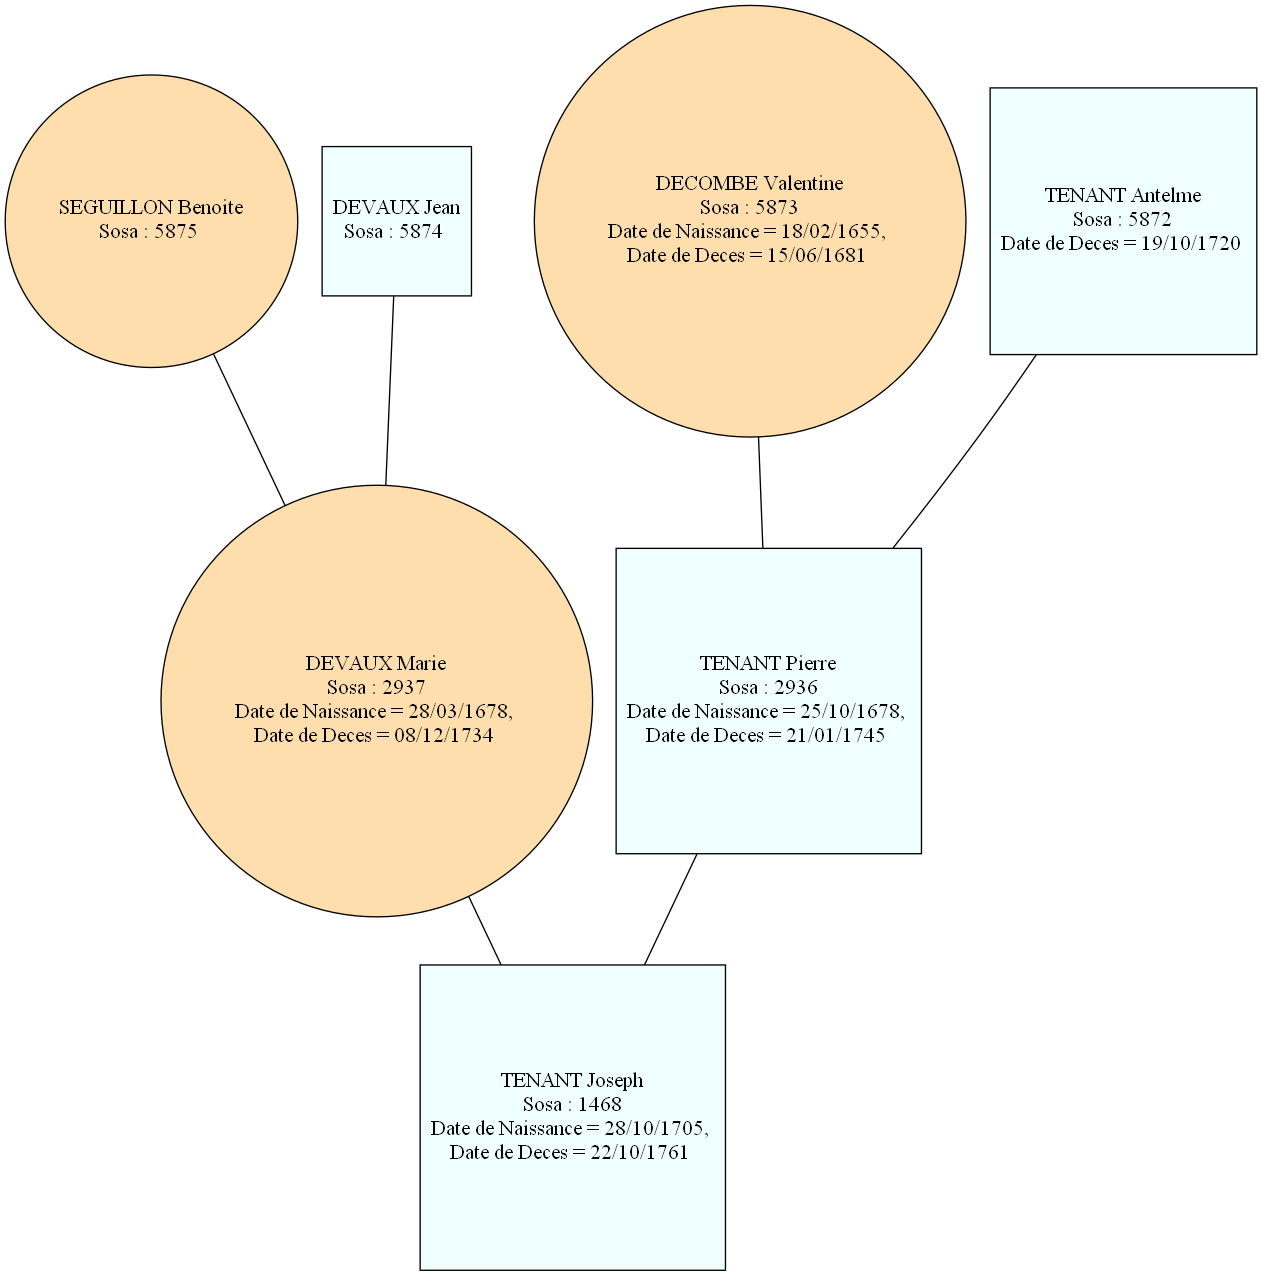 SEGUILLON Benoite
Sosa : 5875
DEVAUX Jean
Sosa : 5874
DECOMBE Valentine
Sosa : 5873
Date de Naissance = 18/02/1655,
Date de Deces = 15/06/1681
TENANT Antelme
Sosa : 5872
Date de Deces = 19/10/1720
DEVAUX Marie
Sosa : 2937
Date de Naissance = 28/03/1678,
Date de Deces = 08/12/1734
TENANT Pierre
Sosa : 2936
Date de Naissance = 25/10/1678,
Date de Deces = 21/01/1745
TENANT Joseph
Sosa : 1468
Date de Naissance = 28/10/1705,
Date de Deces = 22/10/1761